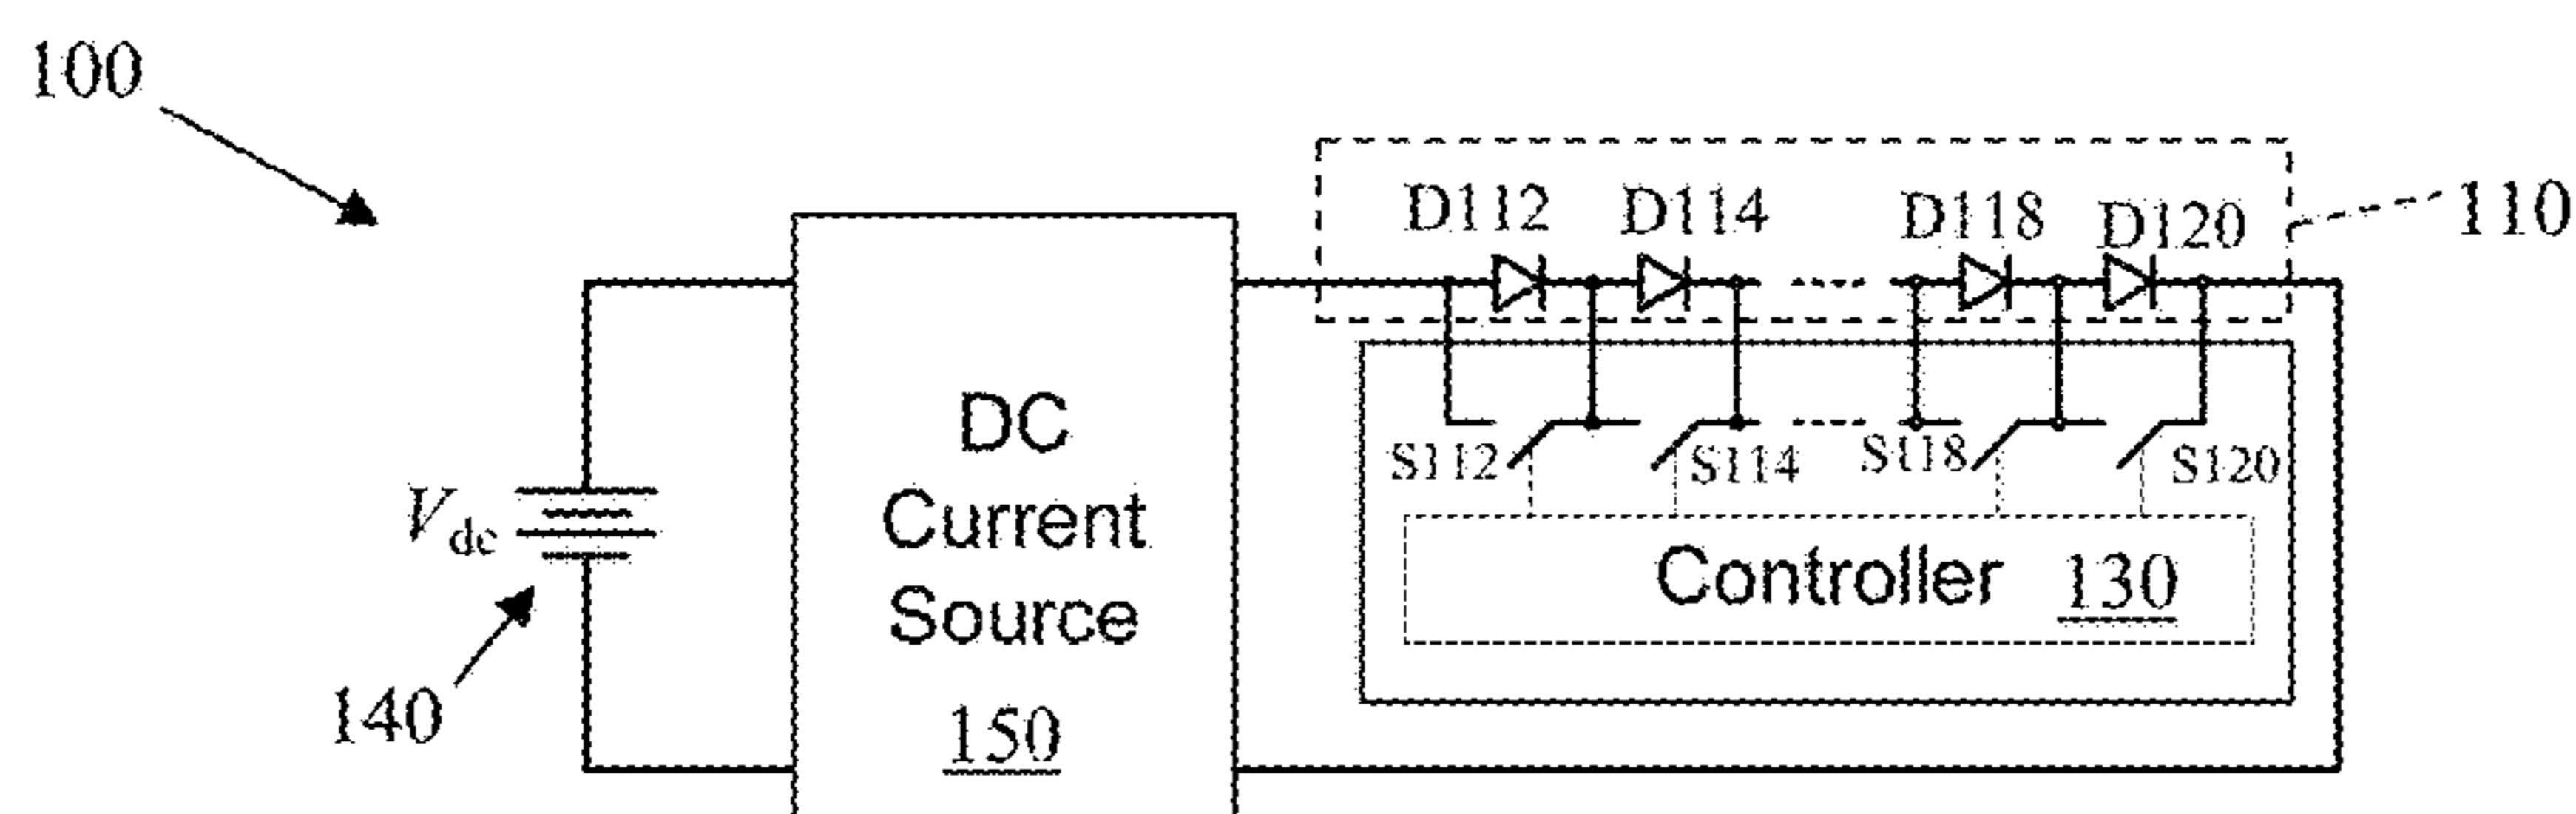 100
D112 D114 D118 D120
110
DC
Current
Source
150
S112 S114 S118 S120
Vdc
Controller 130
140